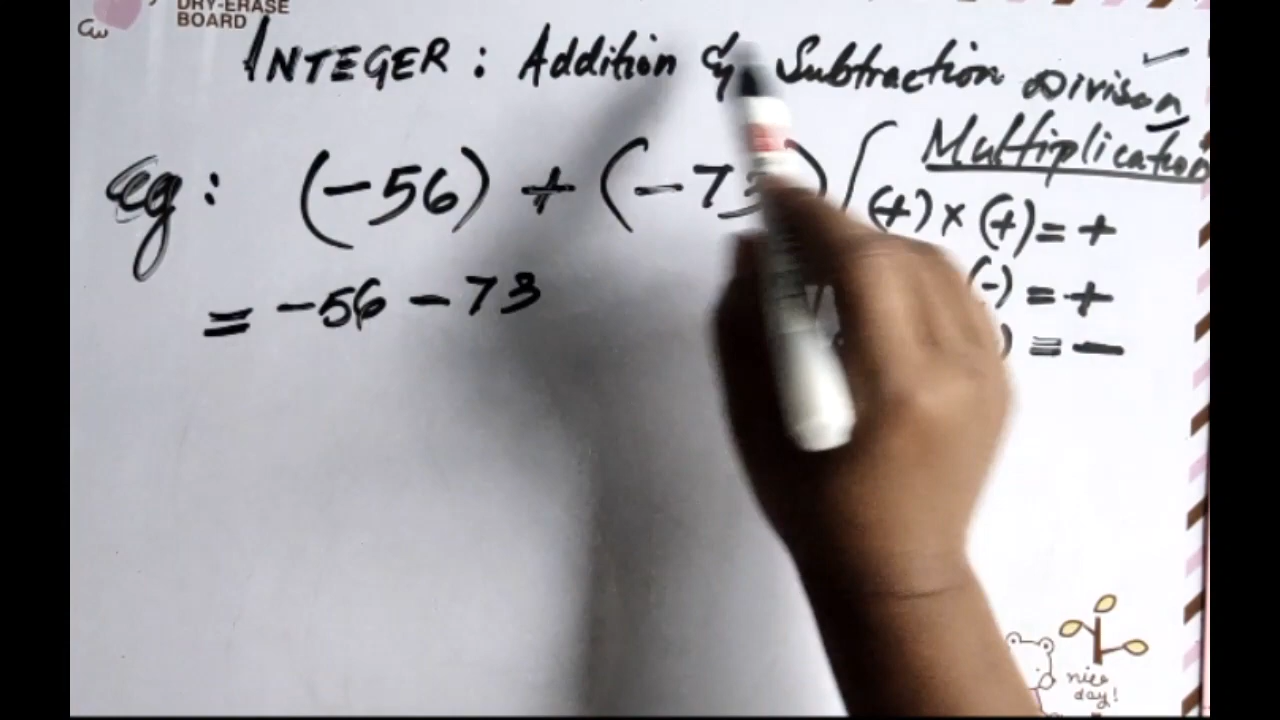 DRY-ERASE
BOARD
INTEGER : Addition & Subtraction Divison
Multiplication
eg : (-56) + (-73)
(+) x (+) = +
(-) = +
) = -
= -56 - 73
nice
day!